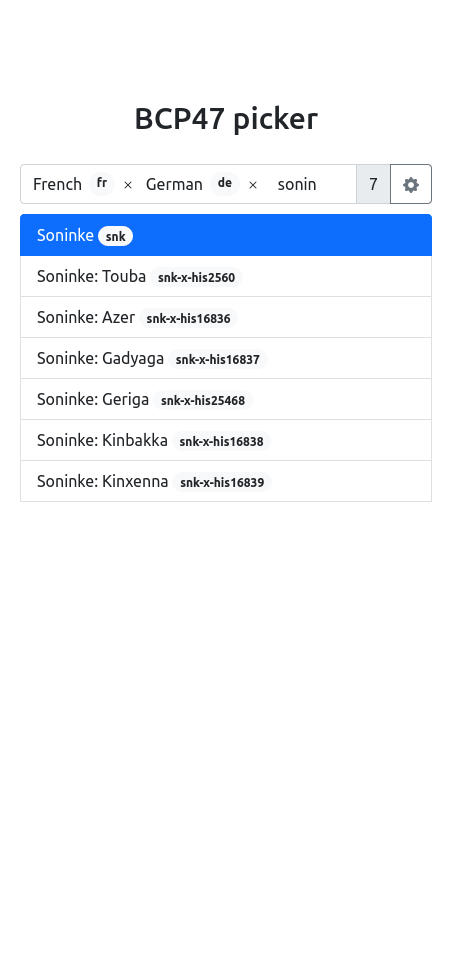 BCP47 picker
French fr × German de × sonin 7
Soninke snk
Soninke: Touba snk-x-his2560
Soninke: Azer snk-x-his16836
Soninke: Gadyaga snk-x-his16837
Soninke: Geriga snk-x-his25468
Soninke: Kinbakka snk-x-his16838
Soninke: Kinxenna snk-x-his16839